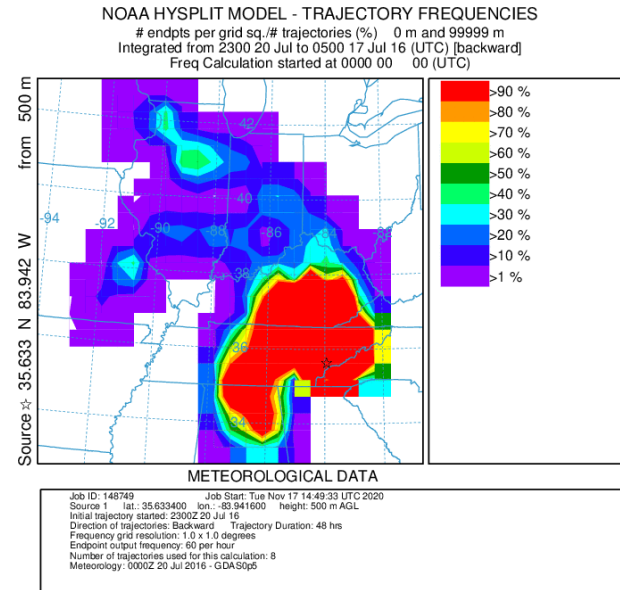 NOAA HYSPLIT MODEL - TRAJECTORY FREQUENCIES
# endpts per grid sq./# trajectories (%) 0 m and 99999 m
Integrated from 2300 20 Jul to 0500 17 Jul 16 (UTC) [backward]
Freq Calculation started at 0000 00 00 (UTC)
Source ☆ 35.633 N 83.942 W from 500 m
42
40
-94
-92
-90
-88
-86
-84
-82
38
36
34
>90 %
>80 %
>70 %
>60 %
>50 %
>40 %
>30 %
>20 %
>10 %
>1 %
METEOROLOGICAL DATA
Job ID: 148749 Job Start: Tue Nov 17 14:49:33 UTC 2020
Source 1 lat.: 35.633400 lon.: -83.941600 height: 500 m AGL
Initial trajectory started: 2300Z 20 Jul 16
Direction of trajectories: Backward Trajectory Duration: 48 hrs
Frequency grid resolution: 1.0 x 1.0 degrees
Endpoint output frequency: 60 per hour
Number of trajectories used for this calculation: 8
Meteorology: 0000Z 20 Jul 2016 - GDAS0p5